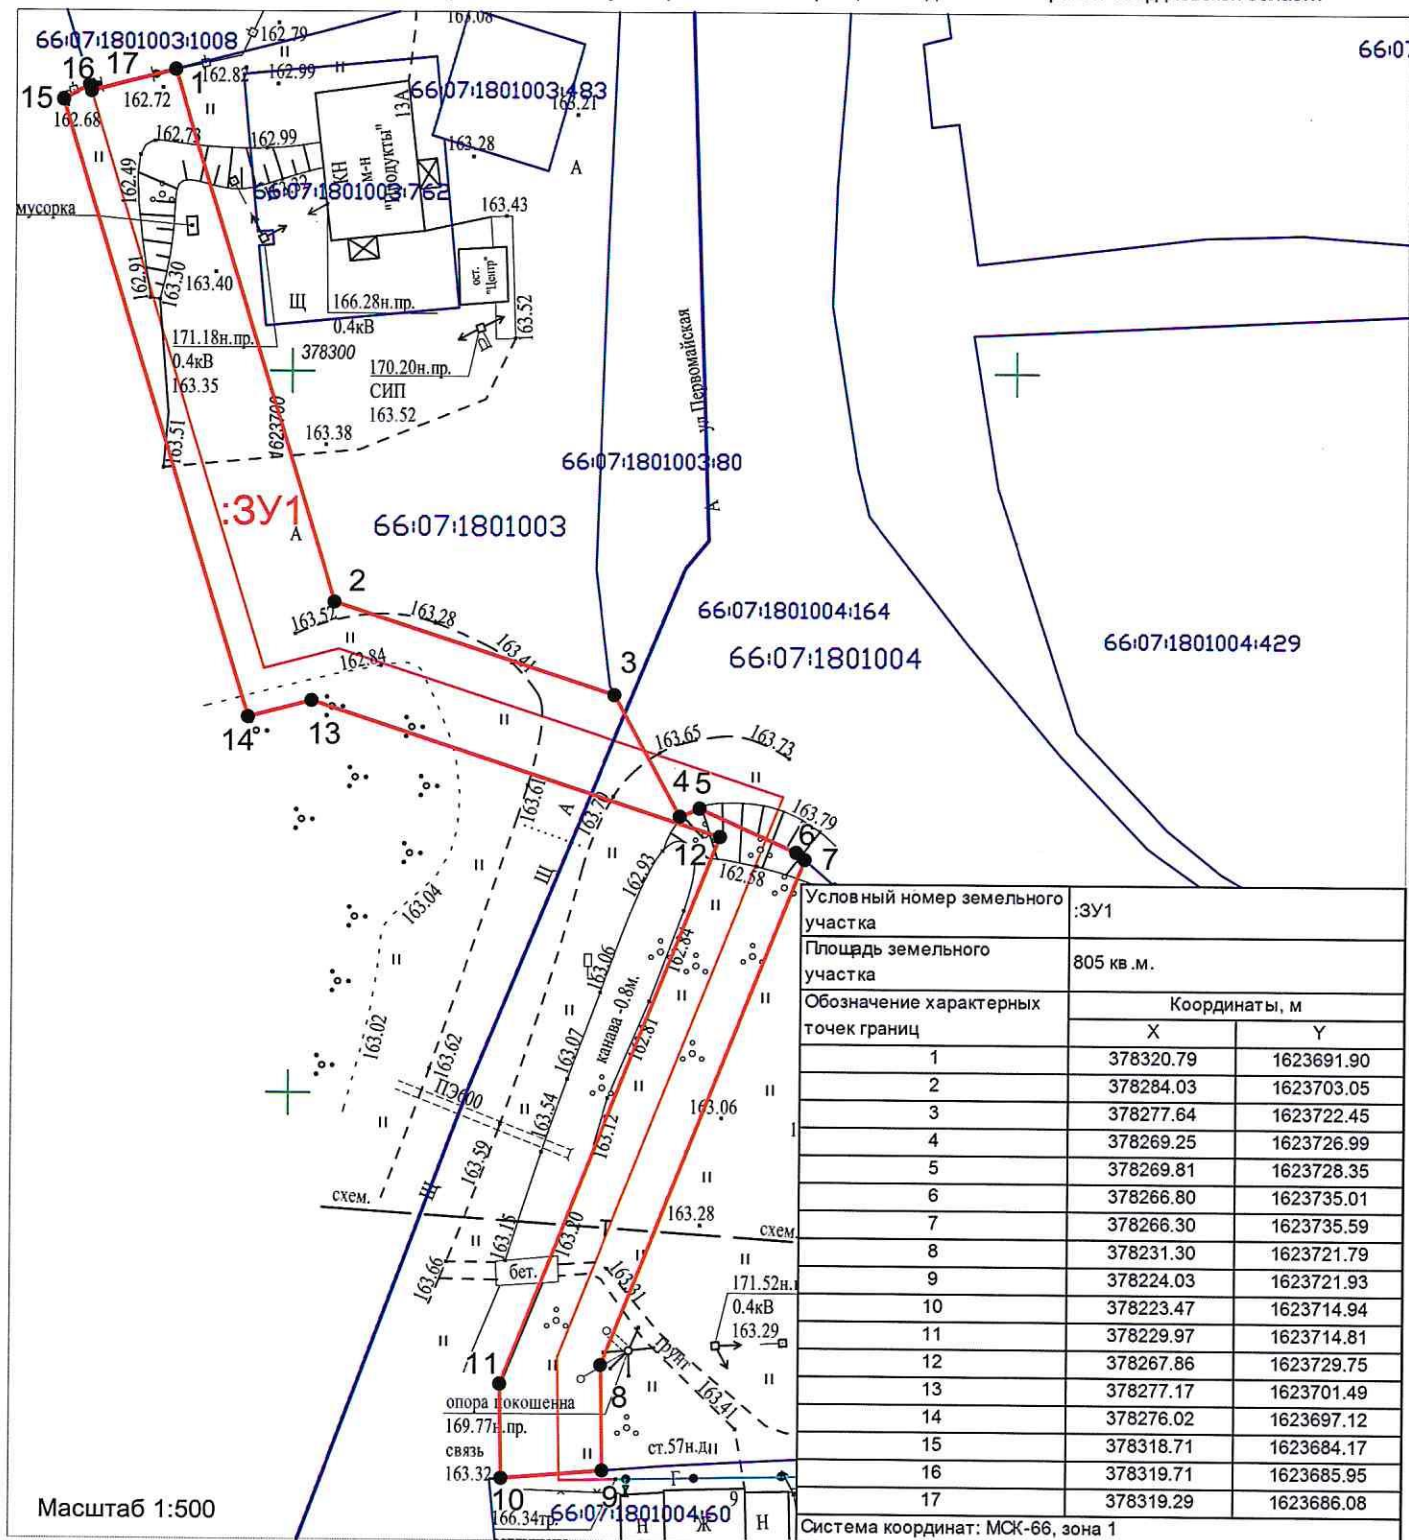 66:07:1801003:1008
162.79
163.08
66:07
16
17
1
15
162.82
162.99
162.72
162.68
66:07:1801003:483
163.21
13А
162.73
162.99
163.28
А
162.49
КН
м-н
"Продукты"
66:07:1801003:762
мусорка
163.43
162.91
163.30
163.40
ост.
"Центр"
Щ
166.28н.пр.
0.4кВ
163.52
171.18н.пр.
0.4кВ
163.35
378300
170.20н.пр.
СИП
163.52
ул.Первомайская
163.51
1623700
163.38
66:07:1801003:80
:ЗУ1
А
66:07:1801003
А
2
163.52
163.28
66:07:1801004:164
163.41
66:07:1801004:429
66:07:1801004
162.84
3
14
13
163.65
163.73
4
5
163.61
А
163.70
163.79
6
7
12
162.58
162.93
Щ
163.04
162.84
163.06
канава -0.8м.
163.02
162.81
163.07
163.62
ПЭ600
163.54
163.06
163.12
163.59
схем.
Щ
163.28
схем.
163.15
163.20
Т
163.66
бет.
163.31
171.52н.
0.4кВ
163.29
11
Грунт
8
163.41
опора покошенна
169.77н.пр.
связь
163.32
ст.57н.д
10
9
Г
166.34тр.
66:07:1801004:60
9
Н
Ж
Н
Масштаб 1:500
Условный номер земельного участка :ЗУ1
Площадь земельного участка 805 кв.м.
Обозначение характерных точек границ Координаты, м
X Y
1 378320.79 1623691.90
2 378284.03 1623703.05
3 378277.64 1623722.45
4 378269.25 1623726.99
5 378269.81 1623728.35
6 378266.80 1623735.01
7 378266.30 1623735.59
8 378231.30 1623721.79
9 378224.03 1623721.93
10 378223.47 1623714.94
11 378229.97 1623714.81
12 378267.86 1623729.75
13 378277.17 1623701.49
14 378276.02 1623697.12
15 378318.71 1623684.17
16 378319.71 1623685.95
17 378319.29 1623686.08
Система координат: МСК-66, зона 1